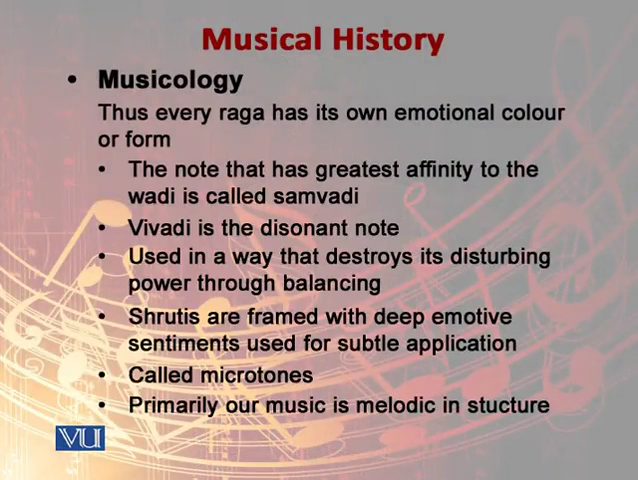 Musical History
• Musicology
Thus every raga has its own emotional colour
or form
• The note that has greatest affinity to the
wadi is called samvadi
• Vivadi is the disonant note
• Used in a way that destroys its disturbing
power through balancing
• Shrutis are framed with deep emotive
sentiments used for subtle application
• Called microtones
• Primarily our music is melodic in stucture
VU